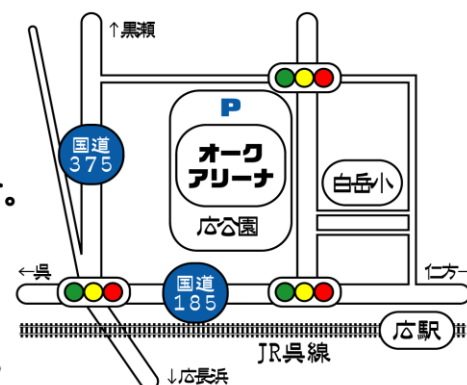 ↑黒瀬
P
国道
375
オーク
アリーナ
白岳小
。
広公園
←呉
国道
185
仁方→
広駅
JR呉線
↓広長浜